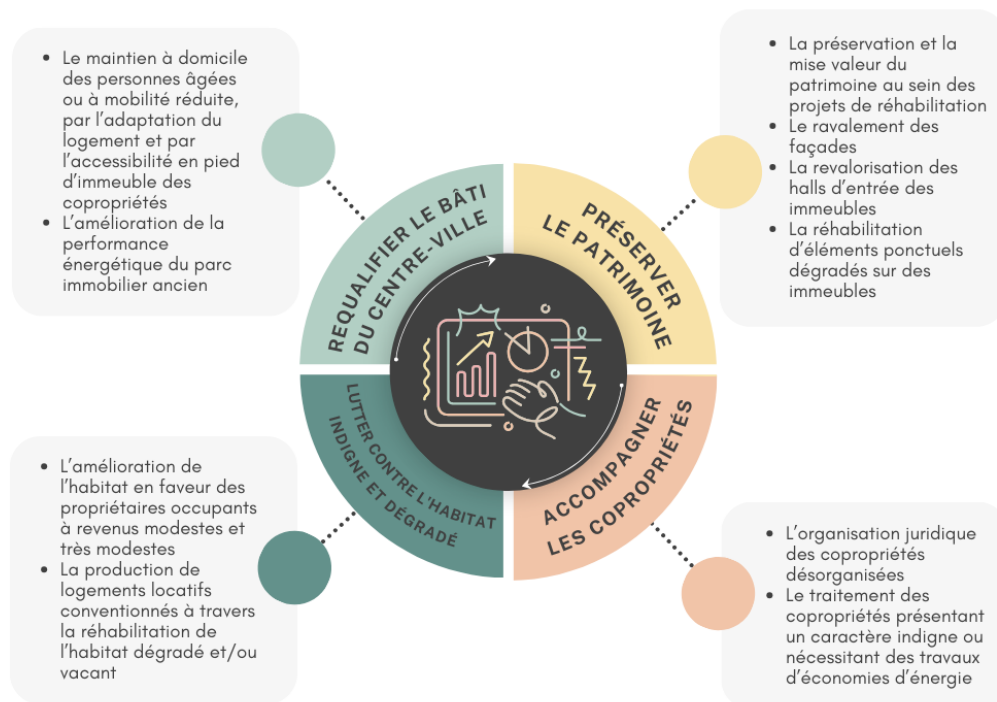 • Le maintien à domicile
des personnes âgées
ou à mobilité réduite,
par l'adaptation du
logement et par
l'accessibilité en pied
d'immeuble des
copropriétés
• L'amélioration de la
performance
énergétique du parc
immobilier ancien
REQUALIFIER LE BÂTI
DU CENTRE-VILLE
PRÉSERVER
LE PATRIMOINE
• La préservation et la
mise valeur du
patrimoine au sein des
projets de réhabilitation
• Le ravalement des
façades
• La revalorisation des
halls d'entrée des
immeubles
• La réhabilitation
d'éléments ponctuels
dégradés sur des
immeubles
LUTTER CONTRE L'HABITAT
INDIGNE ET DÉGRADÉ
• L'amélioration de
l'habitat en faveur des
propriétaires occupants
à revenus modestes et
très modestes
• La production de
logements locatifs
conventionnés à travers
la réhabilitation de
l'habitat dégradé et/ou
vacant
ACCOMPAGNER
LES COPROPRIÉTÉS
• L'organisation juridique
des copropriétés
désorganisées
• Le traitement des
copropriétés présentant
un caractère indigne ou
nécessitant des travaux
d'économies d'énergie